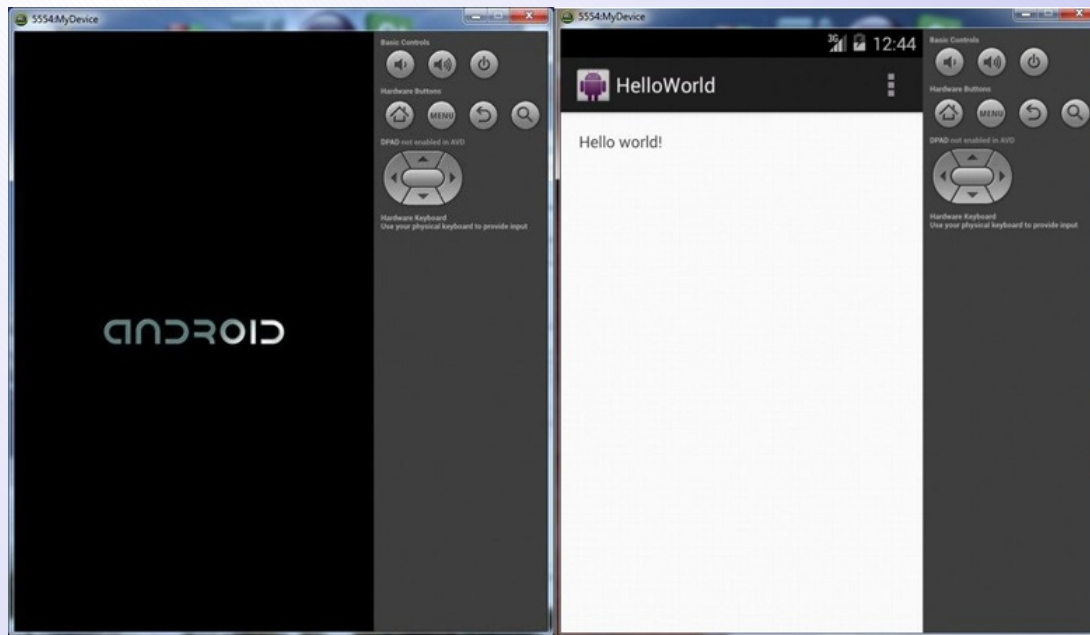 5554:MyDevice
Basic Controls
Hardware Buttons
MENU
DPAD not enabled in AVD
Hardware Keyboard
Use your physical keyboard to provide input
ANDROID
5554:MyDevice
3G 12:44
HelloWorld
Hello world!
Basic Controls
Hardware Buttons
MENU
DPAD not enabled in AVD
Hardware Keyboard
Use your physical keyboard to provide input